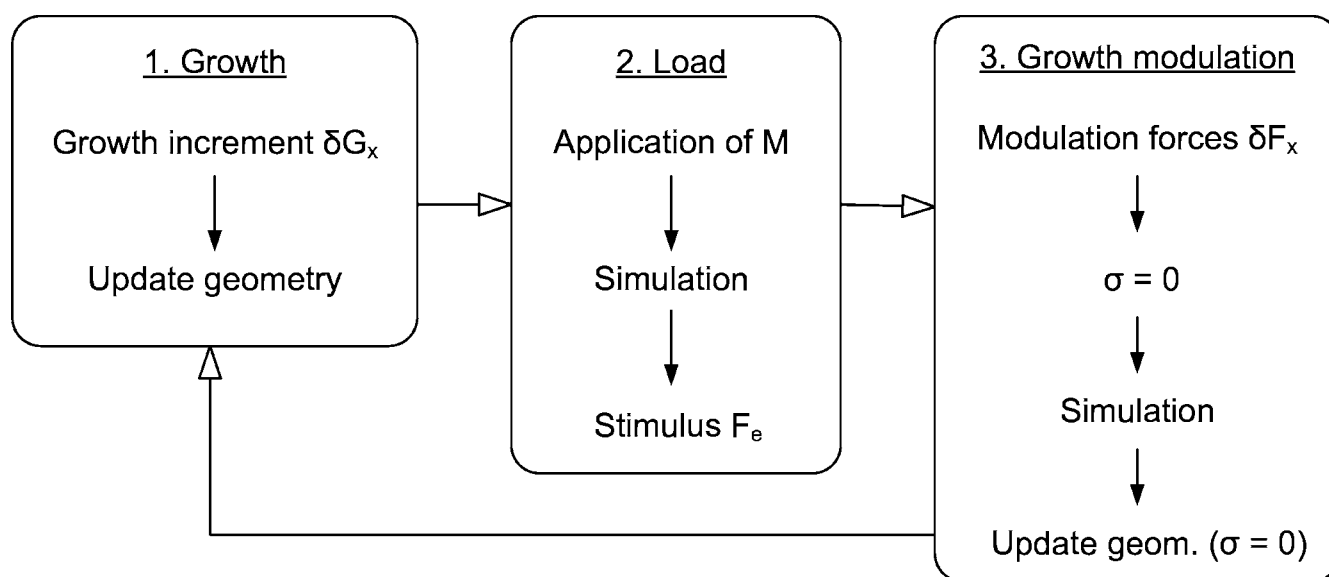 1. Growth
Growth increment δGₓ
Update geometry
2. Load
Application of M
Simulation
Stimulus Fₑ
3. Growth modulation
Modulation forces δFₓ
σ = 0
Simulation
Update geom. (σ = 0)